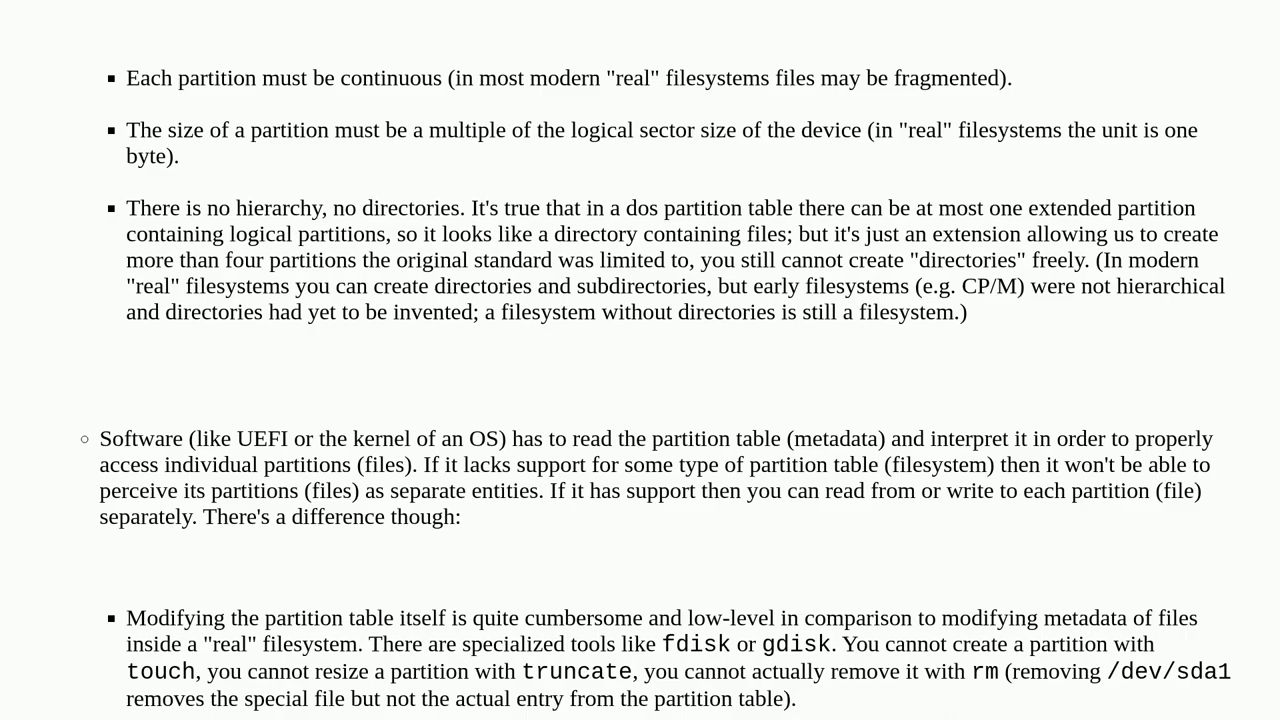 Each partition must be continuous (in most modern "real" filesystems files may be fragmented).
The size of a partition must be a multiple of the logical sector size of the device (in "real" filesystems the unit is one
byte).
There is no hierarchy, no directories. It's true that in a dos partition table there can be at most one extended partition
containing logical partitions, so it looks like a directory containing files; but it's just an extension allowing us to create
more than four partitions the original standard was limited to, you still cannot create "directories" freely. (In modern
"real" filesystems you can create directories and subdirectories, but early filesystems (e.g. CP/M) were not hierarchical
and directories had yet to be invented; a filesystem without directories is still a filesystem.)
Software (like UEFI or the kernel of an OS) has to read the partition table (metadata) and interpret it in order to properly
access individual partitions (files). If it lacks support for some type of partition table (filesystem) then it won't be able to
perceive its partitions (files) as separate entities. If it has support then you can read from or write to each partition (file)
separately. There's a difference though:
Modifying the partition table itself is quite cumbersome and low-level in comparison to modifying metadata of files
inside a "real" filesystem. There are specialized tools like fdisk or gdisk. You cannot create a partition with
touch, you cannot resize a partition with truncate, you cannot actually remove it with rm (removing /dev/sda1
removes the special file but not the actual entry from the partition table).